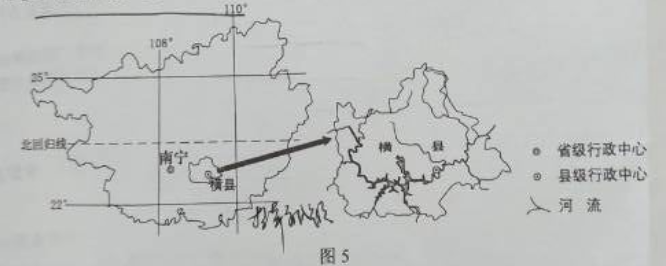 110°
108°
25°
北回归线
南宁
横县
22°
横 县
省级行政中心
县级行政中心
河流
图5